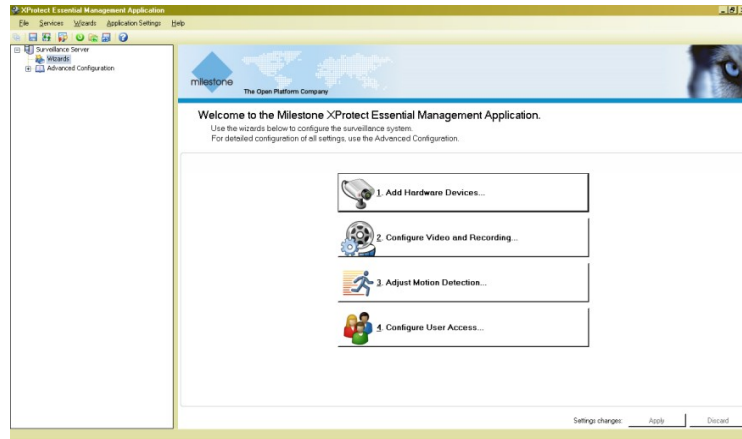 XProtect Essential Management Application
File Services Wizards Application Settings Help
Surveillance Server
Wizards
Advanced Configuration
milestone
The Open Platform Company
Welcome to the Milestone XProtect Essential Management Application.
Use the wizards below to configure the surveillance system.
For detailed configuration of all settings, use the Advanced Configuration.
1. Add Hardware Devices...
2. Configure Video and Recording...
3. Adjust Motion Detection...
4. Configure User Access...
Settings changes: Apply Discard